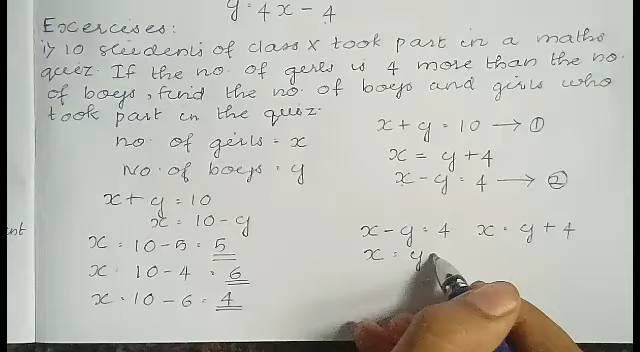 y = 4x - 4
Excercises:
1) 10 students of class X took part in a maths
quiz. If the no. of girls is 4 more than the no.
of boys, find the no. of boys and girls who
took part in the quiz.
no. of girls = x
No. of boys = y
x + y = 10
x = 10 - y
x = 10 - 5 = 5
x = 10 - 4 = 6
x = 10 - 6 = 4
x + y = 10 → ①
x = y + 4
x - y = 4 → ②
x - y = 4 x = y + 4
x = y